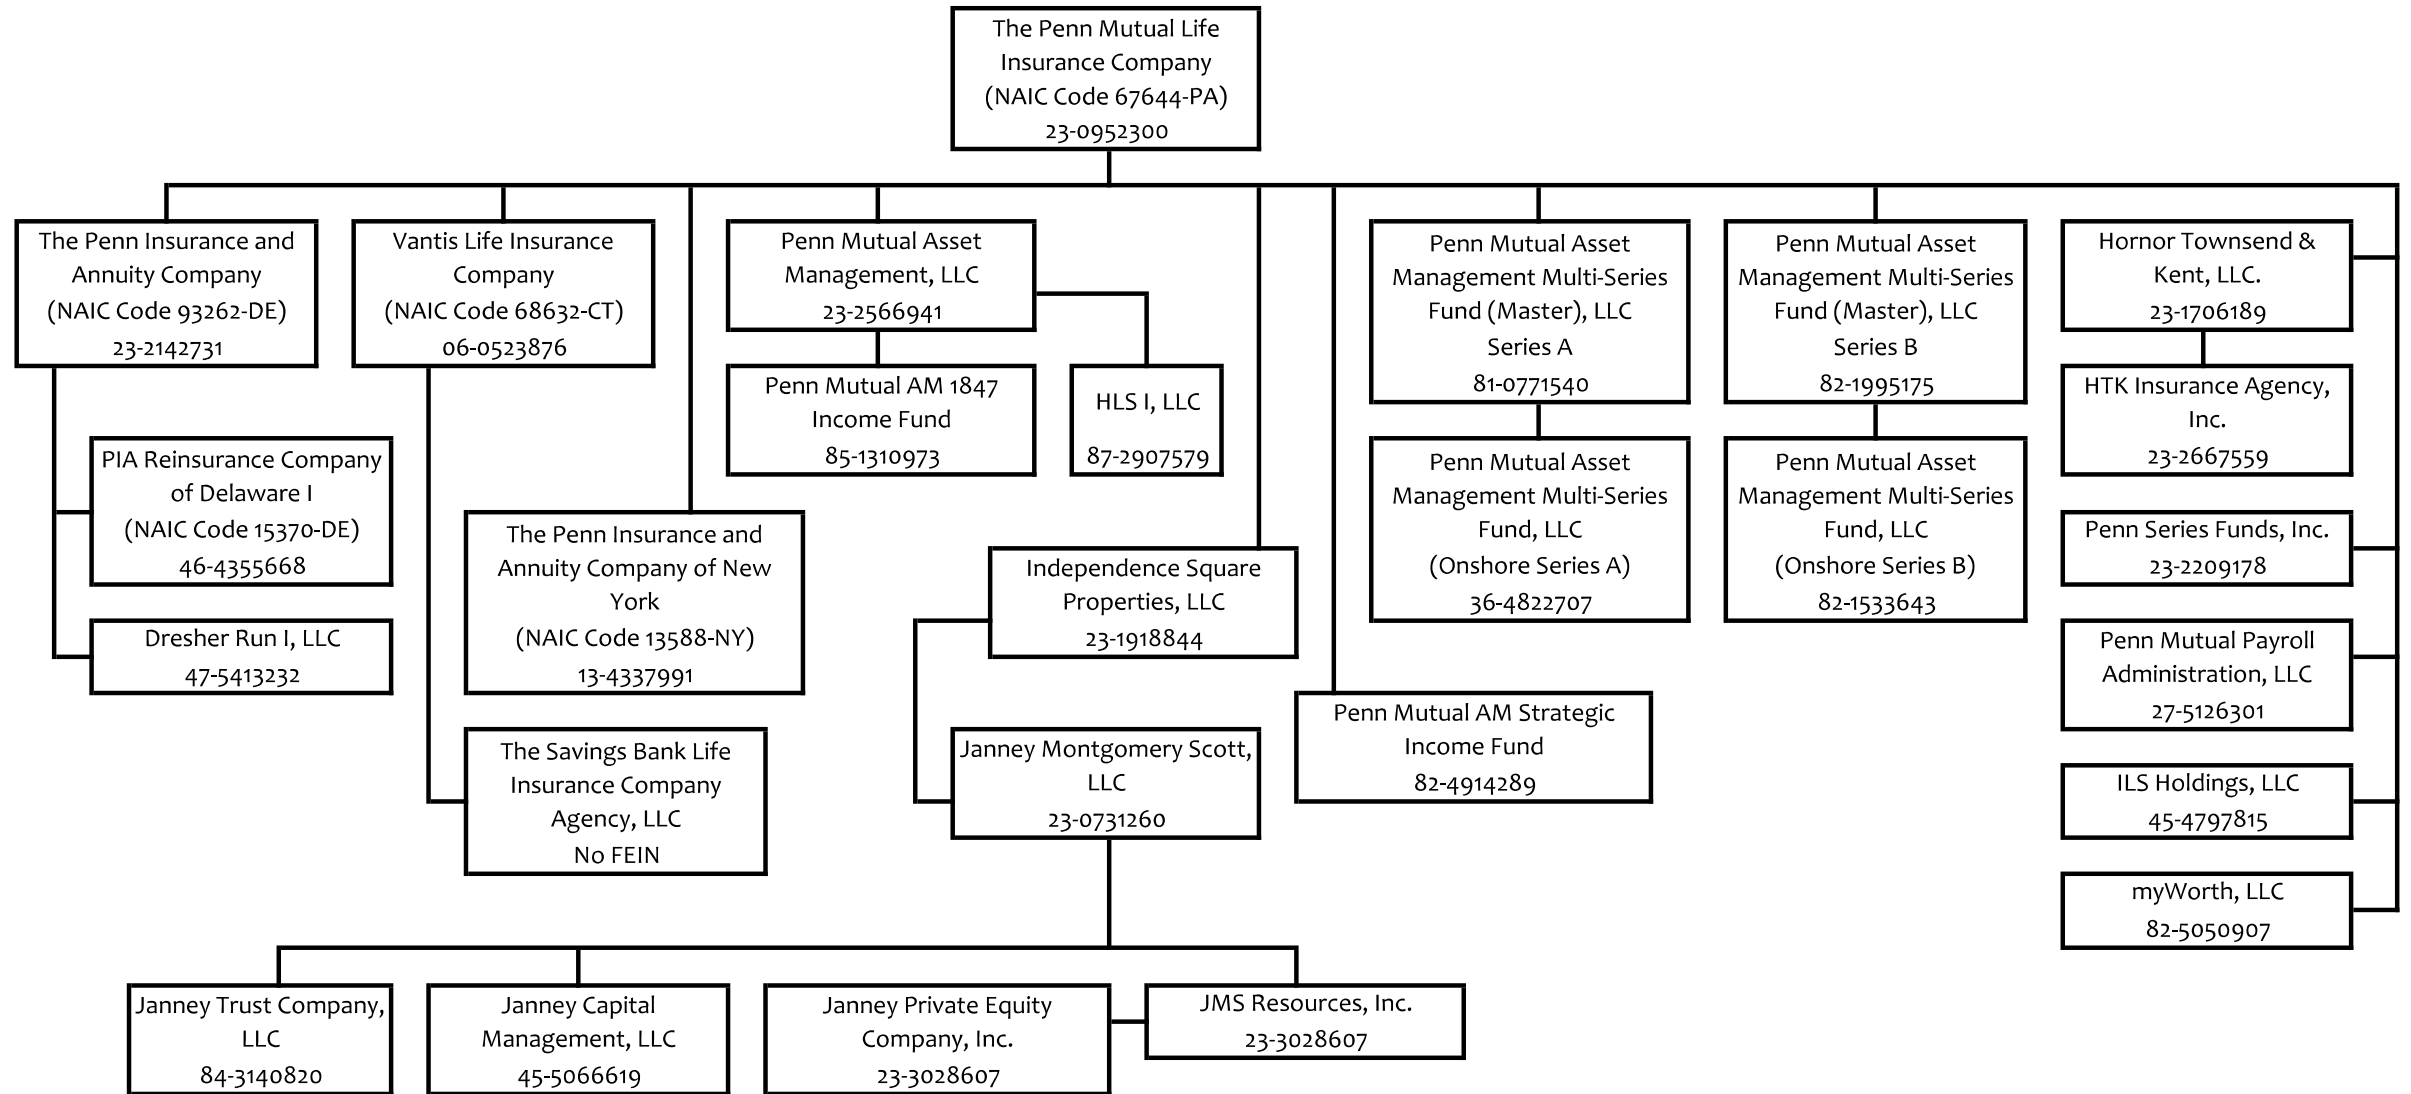 The Penn Mutual Life
Insurance Company
(NAIC Code 67644-PA)
23-0952300
The Penn Insurance and
Annuity Company
(NAIC Code 93262-DE)
23-2142731
Vantis Life Insurance
Company
(NAIC Code 68632-CT)
06-0523876
Penn Mutual Asset
Management, LLC
23-2566941
Penn Mutual Asset
Management Multi-Series
Fund (Master), LLC
Series A
81-0771540
Penn Mutual Asset
Management Multi-Series
Fund (Master), LLC
Series B
82-1995175
Hornor Townsend &
Kent, LLC.
23-1706189
Penn Mutual AM 1847
Income Fund
85-1310973
HLS I, LLC
87-2907579
HTK Insurance Agency,
Inc.
23-2667559
PIA Reinsurance Company
of Delaware I
(NAIC Code 15370-DE)
46-4355668
Penn Mutual Asset
Management Multi-Series
Fund, LLC
(Onshore Series A)
36-4822707
Penn Mutual Asset
Management Multi-Series
Fund, LLC
(Onshore Series B)
82-1533643
The Penn Insurance and
Annuity Company of New
York
(NAIC Code 13588-NY)
13-4337991
Penn Series Funds, Inc.
23-2209178
Independence Square
Properties, LLC
23-1918844
Dresher Run I, LLC
47-5413232
Penn Mutual Payroll
Administration, LLC
27-5126301
Penn Mutual AM Strategic
Income Fund
82-4914289
The Savings Bank Life
Insurance Company
Agency, LLC
No FEIN
Janney Montgomery Scott,
LLC
23-0731260
ILS Holdings, LLC
45-4797815
myWorth, LLC
82-5050907
Janney Trust Company,
LLC
84-3140820
Janney Capital
Management, LLC
45-5066619
Janney Private Equity
Company, Inc.
23-3028607
JMS Resources, Inc.
23-3028607